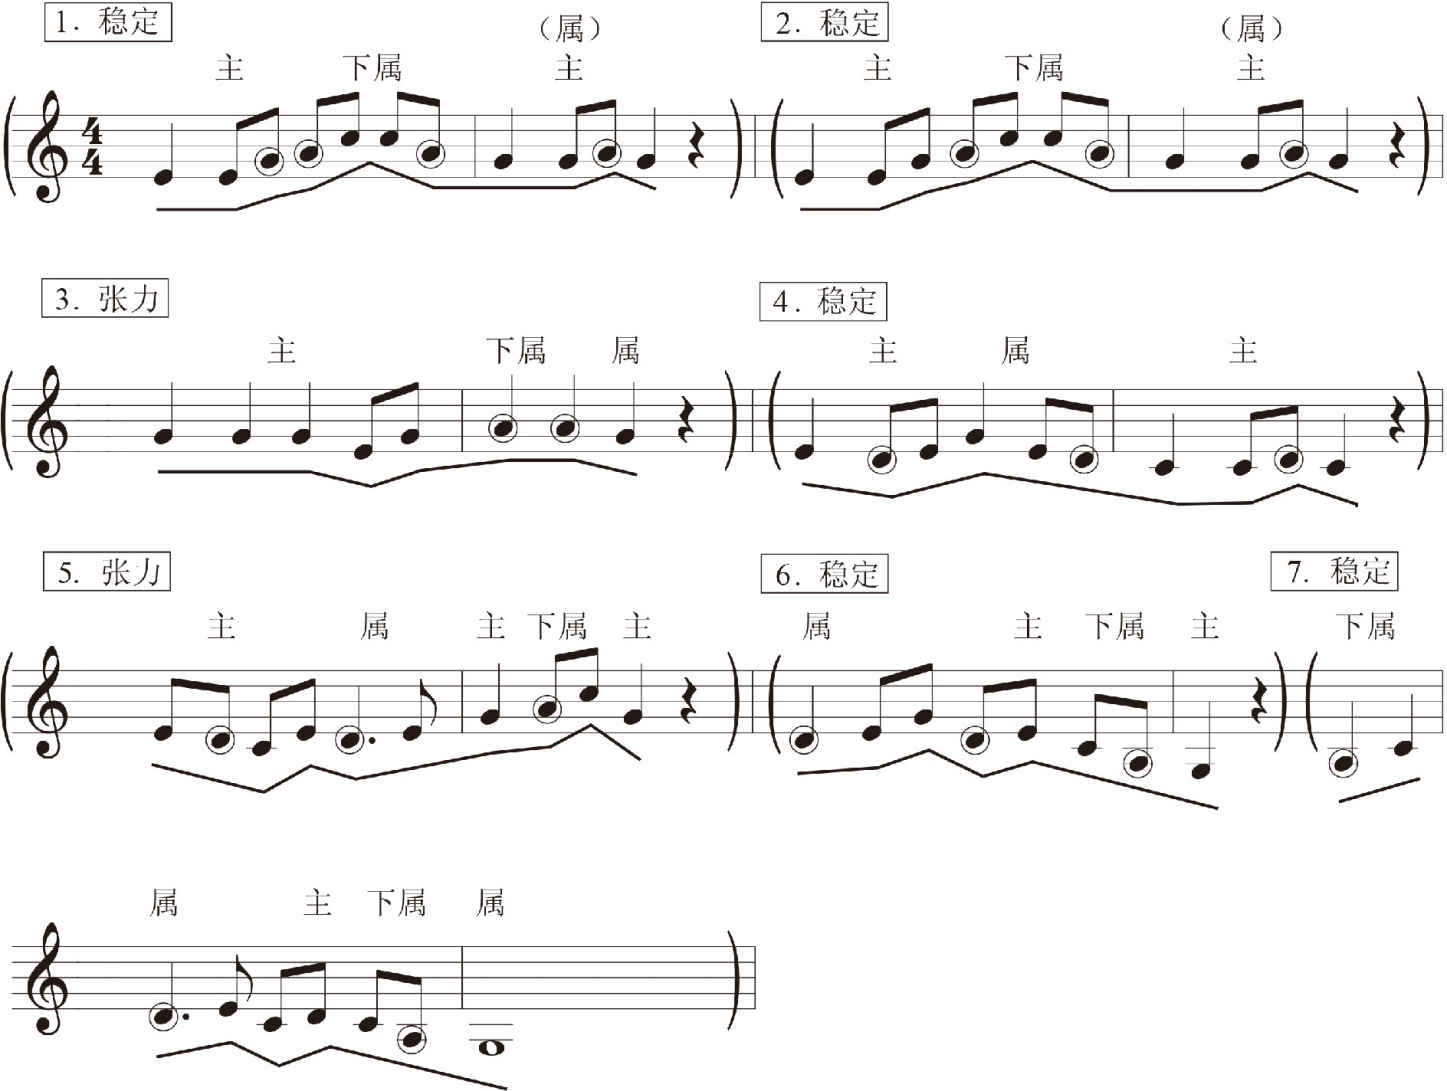 1. 稳定 (属) 2. 稳定 (属)
主 下属 主 主 下属 主
4
4
3. 张力 4. 稳定
主 下属 属 主 属 主
5. 张力 6. 稳定 7. 稳定
主 属 主 下属 主 属 主 下属 主 下属
属 主 下属 属